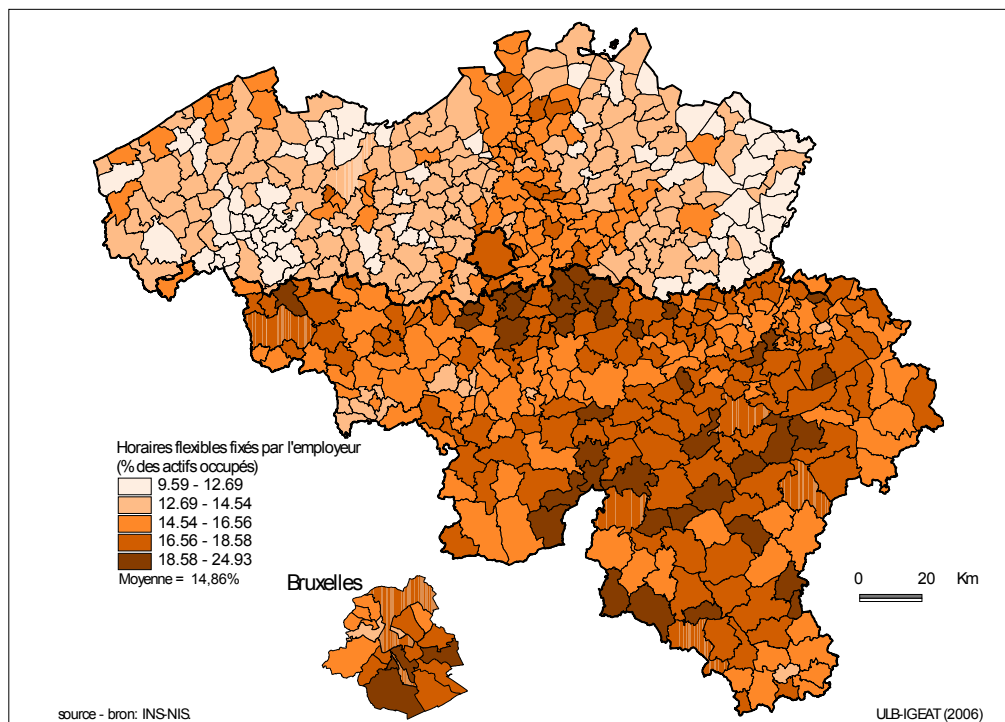 Horaires flexibles fixés par l'employeur
(% des actifs occupés)
9.59 - 12.69
12.69 - 14.54
14.54 - 16.56
16.56 - 18.58
18.58 - 24.93
Moyenne = 14,86%
Bruxelles
0 20 Km
source - bron: INS-NIS.
ULB-IGEAT (2006)